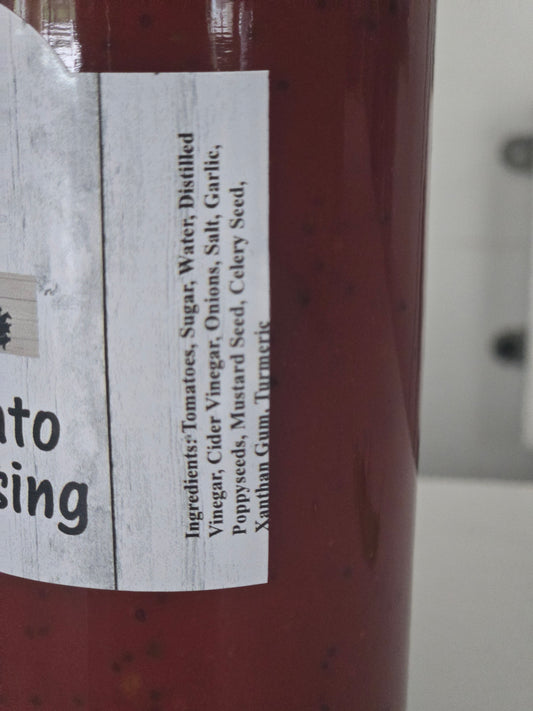 ato
sing
Ingredients: Tomatoes, Sugar, Water, Distilled
Vinegar, Cider Vinegar, Onions, Salt, Garlic,
Poppyseeds, Mustard Seed, Celery Seed,
Xanthan Gum, Turmeric